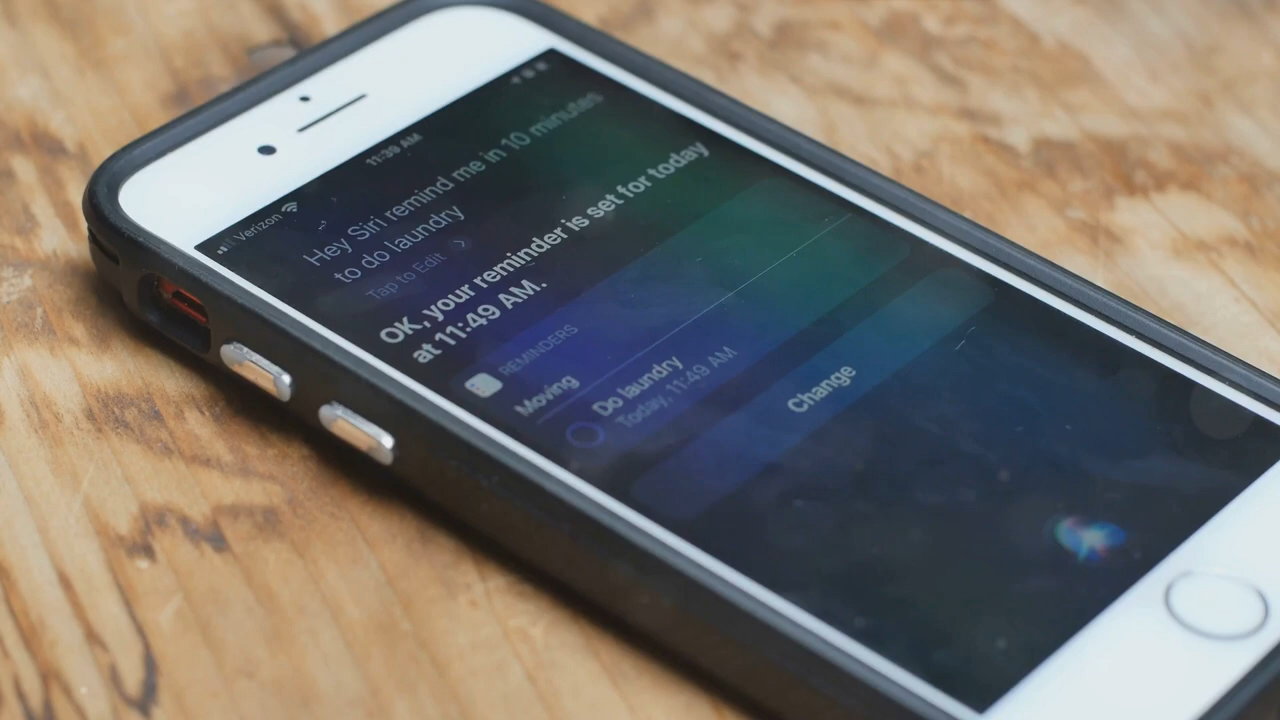 Verizon 11:39 AM
Hey Siri remind me in 10 minutes
to do laundry
Tap to Edit >
OK, your reminder is set for today
at 11:49 AM.
REMINDERS
Moving
Do laundry
Today, 11:49 AM
Change